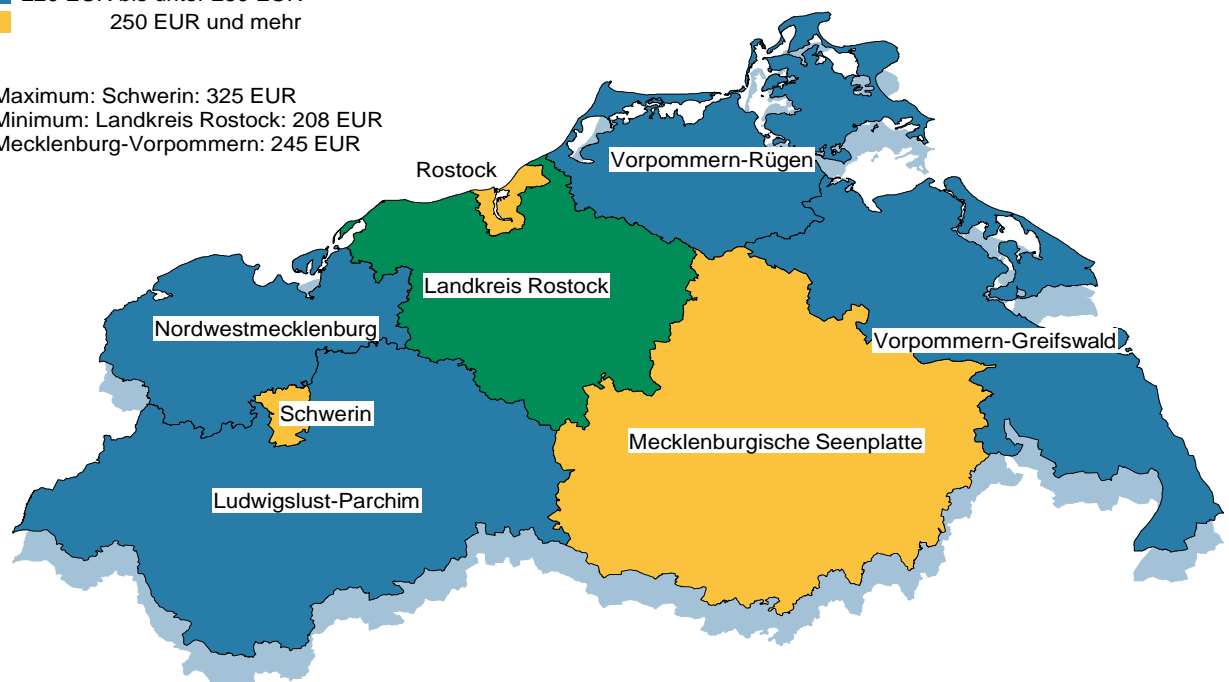 250 EUR und mehr
Maximum: Schwerin: 325 EUR
Minimum: Landkreis Rostock: 208 EUR
Mecklenburg-Vorpommern: 245 EUR
Vorpommern-Rügen
Rostock
Landkreis Rostock
Nordwestmecklenburg
Vorpommern-Greifswald
Schwerin
Mecklenburgische Seenplatte
Ludwigslust-Parchim